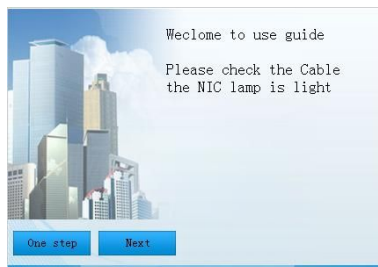 Weclome to use guide
Please check the Cable
the NIC lamp is light
One step
Next